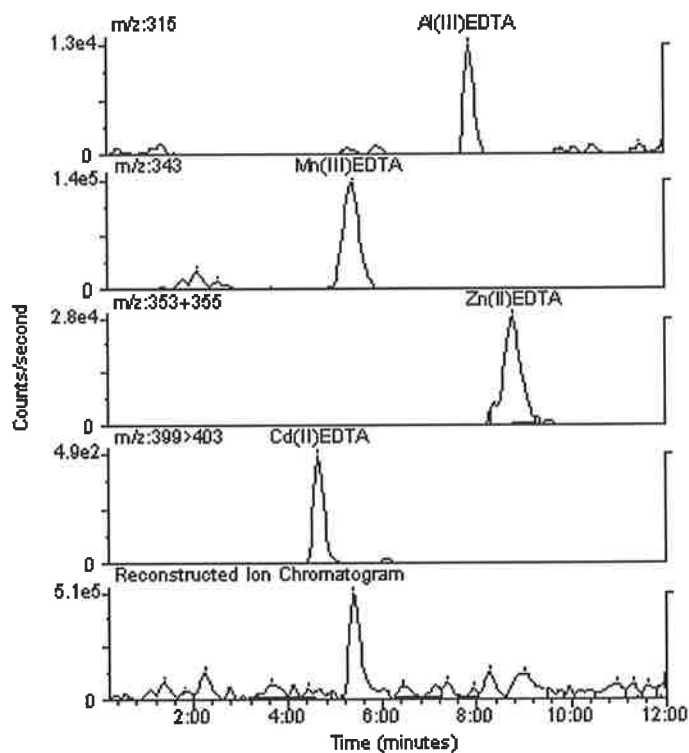 m/z:315 Al(III)EDTA
1.3e4
0
m/z:343 Mn(III)EDTA
1.4e5
0
m/z:353+355 Zn(II)EDTA
2.8e4
0
m/z:399>403 Cd(II)EDTA
4.9e2
0
Reconstructed Ion Chromatogram
5.1e5
0
2:00 4:00 6:00 8:00 10:00 12:00
Time (minutes)
Counts/second